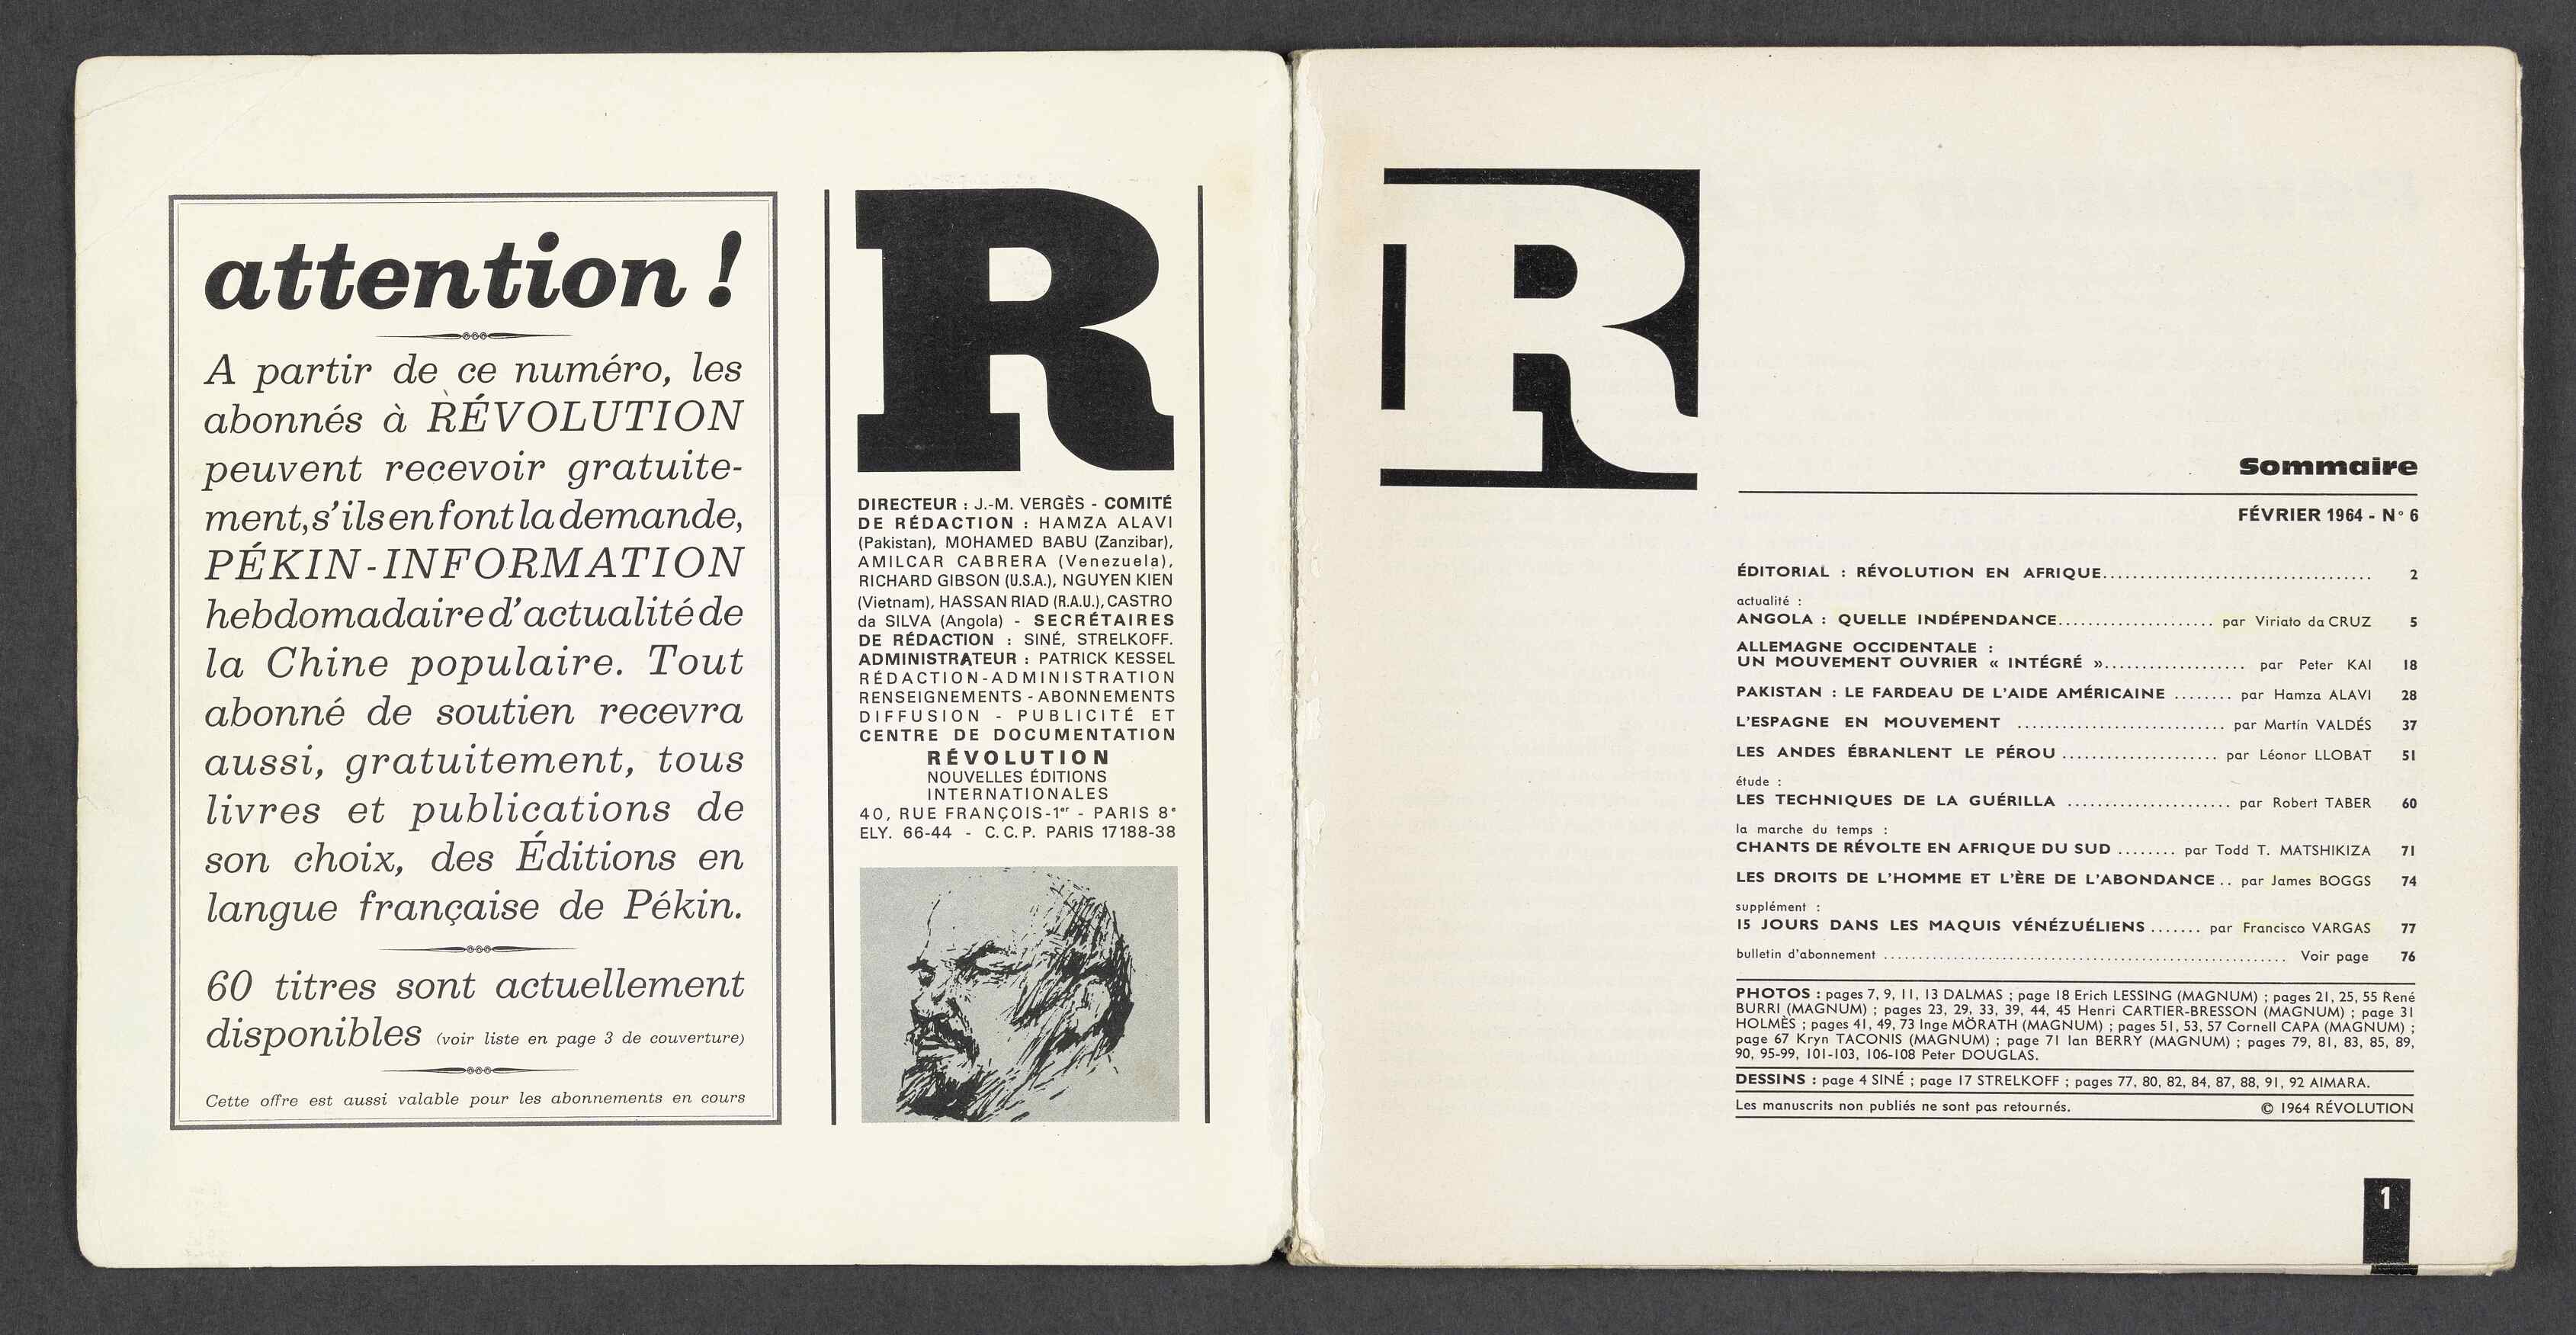 attention !
A partir de ce numéro, les
abonnés à RÉVOLUTION
peuvent recevoir gratuite-
ment, s'ils en font la demande,
PÉKIN-INFORMATION
hebdomadaire d'actualité de
la Chine populaire. Tout
abonné de soutien recevra
aussi, gratuitement, tous
livres et publications de
son choix, des Éditions en
langue française de Pékin.
60 titres sont actuellement
disponibles (voir liste en page 3 de couverture)
Cette offre est aussi valable pour les abonnements en cours
R
DIRECTEUR : J.-M. VERGÈS - COMITÉ
DE RÉDACTION : HAMZA ALAVI
(Pakistan), MOHAMED BABU (Zanzibar),
AMILCAR CABRERA (Venezuela),
RICHARD GIBSON (U.S.A.), NGUYEN KIEN
(Vietnam), HASSAN RIAD (R.A.U.), CASTRO
da SILVA (Angola) - SECRÉTAIRES
DE RÉDACTION : SINÉ, STRELKOFF.
ADMINISTRATEUR : PATRICK KESSEL
RÉDACTION-ADMINISTRATION
RENSEIGNEMENTS - ABONNEMENTS
DIFFUSION - PUBLICITÉ ET
CENTRE DE DOCUMENTATION
RÉVOLUTION
NOUVELLES ÉDITIONS
INTERNATIONALES
40, RUE FRANÇOIS-1er - PARIS 8e
ELY. 66-44 - C.C.P. PARIS 17188-38
R
Sommaire
FÉVRIER 1964 - N° 6
ÉDITORIAL : RÉVOLUTION EN AFRIQUE.................................... 2
actualité :
ANGOLA : QUELLE INDÉPENDANCE..................... par Viriato da CRUZ 5
ALLEMAGNE OCCIDENTALE :
UN MOUVEMENT OUVRIER « INTÉGRÉ »................... par Peter KAI 18
PAKISTAN : LE FARDEAU DE L'AIDE AMÉRICAINE ........ par Hamza ALAVI 28
L'ESPAGNE EN MOUVEMENT ............................ par Martín VALDÉS 37
LES ANDES ÉBRANLENT LE PÉROU ..................... par Léonor LLOBAT 51
étude :
LES TECHNIQUES DE LA GUÉRILLA ...................... par Robert TABER 60
la marche du temps :
CHANTS DE RÉVOLTE EN AFRIQUE DU SUD ........ par Todd T. MATSHIKIZA 71
LES DROITS DE L'HOMME ET L'ÈRE DE L'ABONDANCE .. par James BOGGS 74
supplément :
15 JOURS DANS LES MAQUIS VÉNÉZUÉLIENS ....... par Francisco VARGAS 77
bulletin d'abonnement .......................................................... Voir page 76
PHOTOS : pages 7, 9, 11, 13 DALMAS ; page 18 Erich LESSING (MAGNUM) ; pages 21, 25, 55 René
BURRI (MAGNUM) ; pages 23, 29, 33, 39, 44, 45 Henri CARTIER-BRESSON (MAGNUM) ; page 31
HOLMÈS ; pages 41, 49, 73 Inge MÖRATH (MAGNUM) ; pages 51, 53, 57 Cornell CAPA (MAGNUM) ;
page 67 Kryn TACONIS (MAGNUM) ; page 71 Ian BERRY (MAGNUM) ; pages 79, 81, 83, 85, 89,
90, 95-99, 101-103, 106-108 Peter DOUGLAS.
DESSINS : page 4 SINÉ ; page 17 STRELKOFF ; pages 77, 80, 82, 84, 87, 88, 91, 92 AIMARA.
Les manuscrits non publiés ne sont pas retournés. © 1964 RÉVOLUTION
1